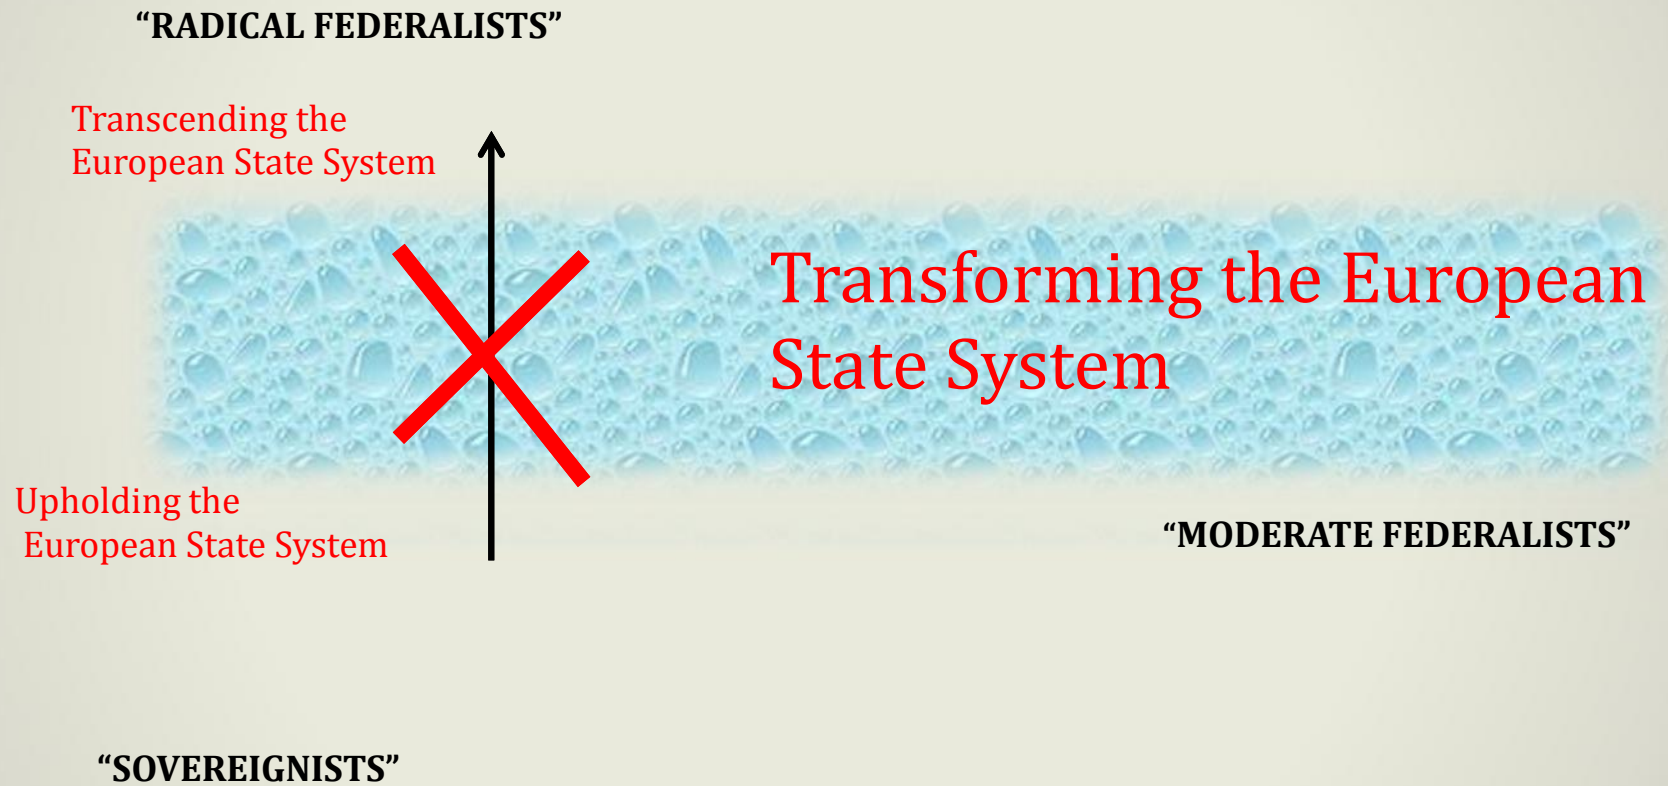 “RADICAL FEDERALISTS”
Transcending the
European State System
Transforming the European
State System
Upholding the
European State System
“MODERATE FEDERALISTS”
“SOVEREIGNISTS”